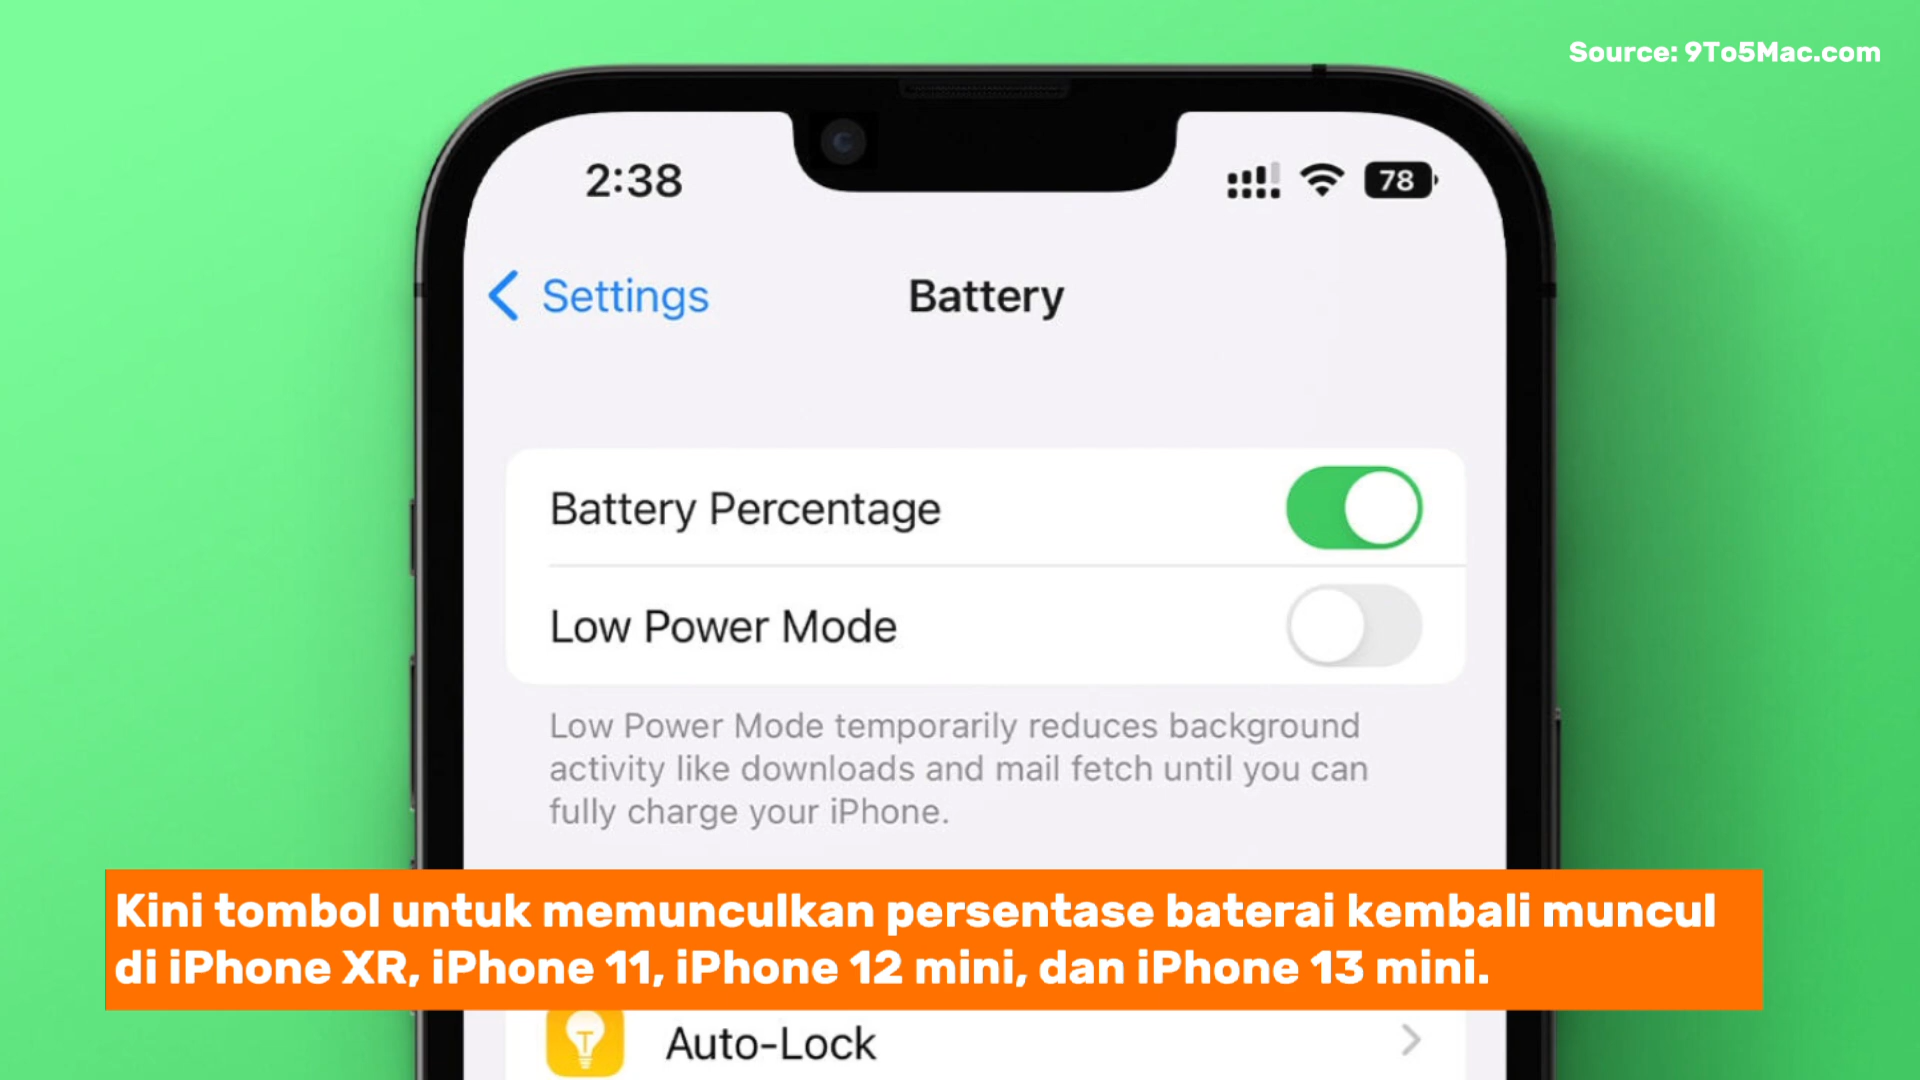 Source: 9To5Mac.com
2:38
78
Settings
Battery
Battery Percentage
Low Power Mode
Low Power Mode temporarily reduces background
activity like downloads and mail fetch until you can
fully charge your iPhone.
Kini tombol untuk memunculkan persentase baterai kembali muncul
di iPhone XR, iPhone 11, iPhone 12 mini, dan iPhone 13 mini.
T
Auto-Lock